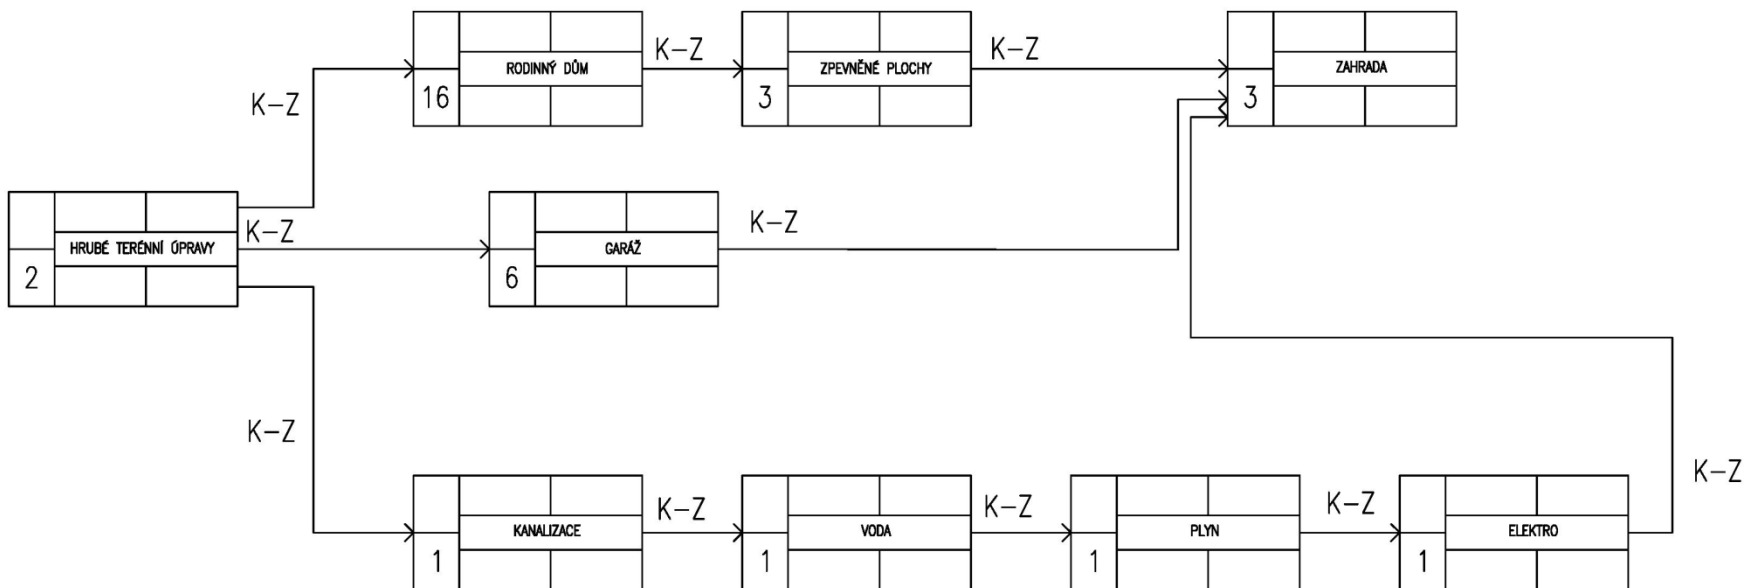 K-Z
K-Z
RODINNÝ DŮM
ZPEVNĚNÉ PLOCHY
ZAHRADA
16
3
3
K-Z
K-Z
K-Z
HRUBÉ TERÉNNÍ ÚPRAVY
GARÁŽ
2
6
K-Z
K-Z
K-Z
K-Z
K-Z
KANALIZACE
VODA
PLYN
ELEKTRO
1
1
1
1